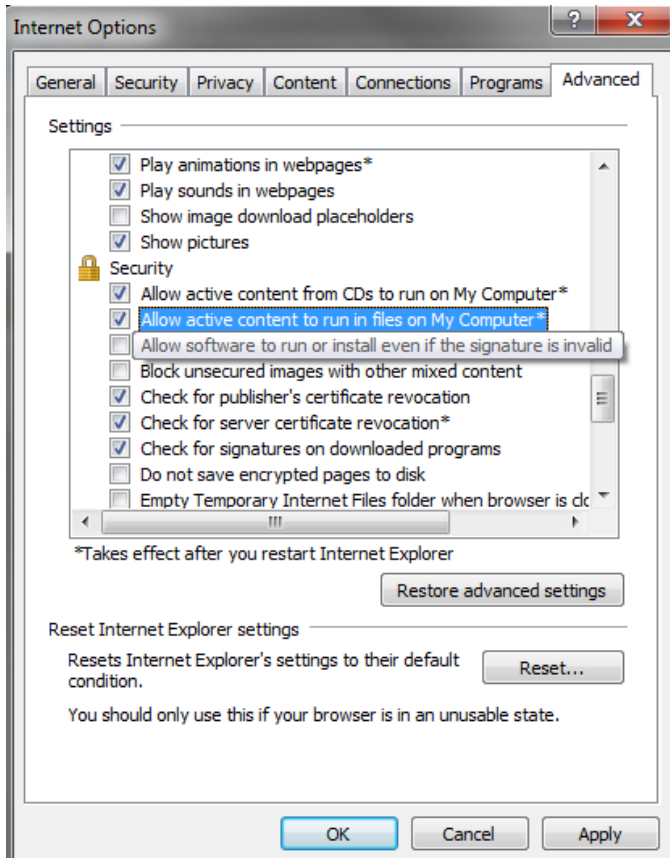 Internet Options
General Security Privacy Content Connections Programs Advanced
Settings
Play animations in webpages*
Play sounds in webpages
Show image download placeholders
Show pictures
Security
Allow active content from CDs to run on My Computer*
Allow active content to run in files on My Computer*
Allow software to run or install even if the signature is invalid
Block unsecured images with other mixed content
Check for publisher's certificate revocation
Check for server certificate revocation*
Check for signatures on downloaded programs
Do not save encrypted pages to disk
Empty Temporary Internet Files folder when browser is
*Takes effect after you restart Internet Explorer
Restore advanced settings
Reset Internet Explorer settings
Resets Internet Explorer's settings to their default
condition.
Reset...
You should only use this if your browser is in an unusable state.
OK Cancel Apply